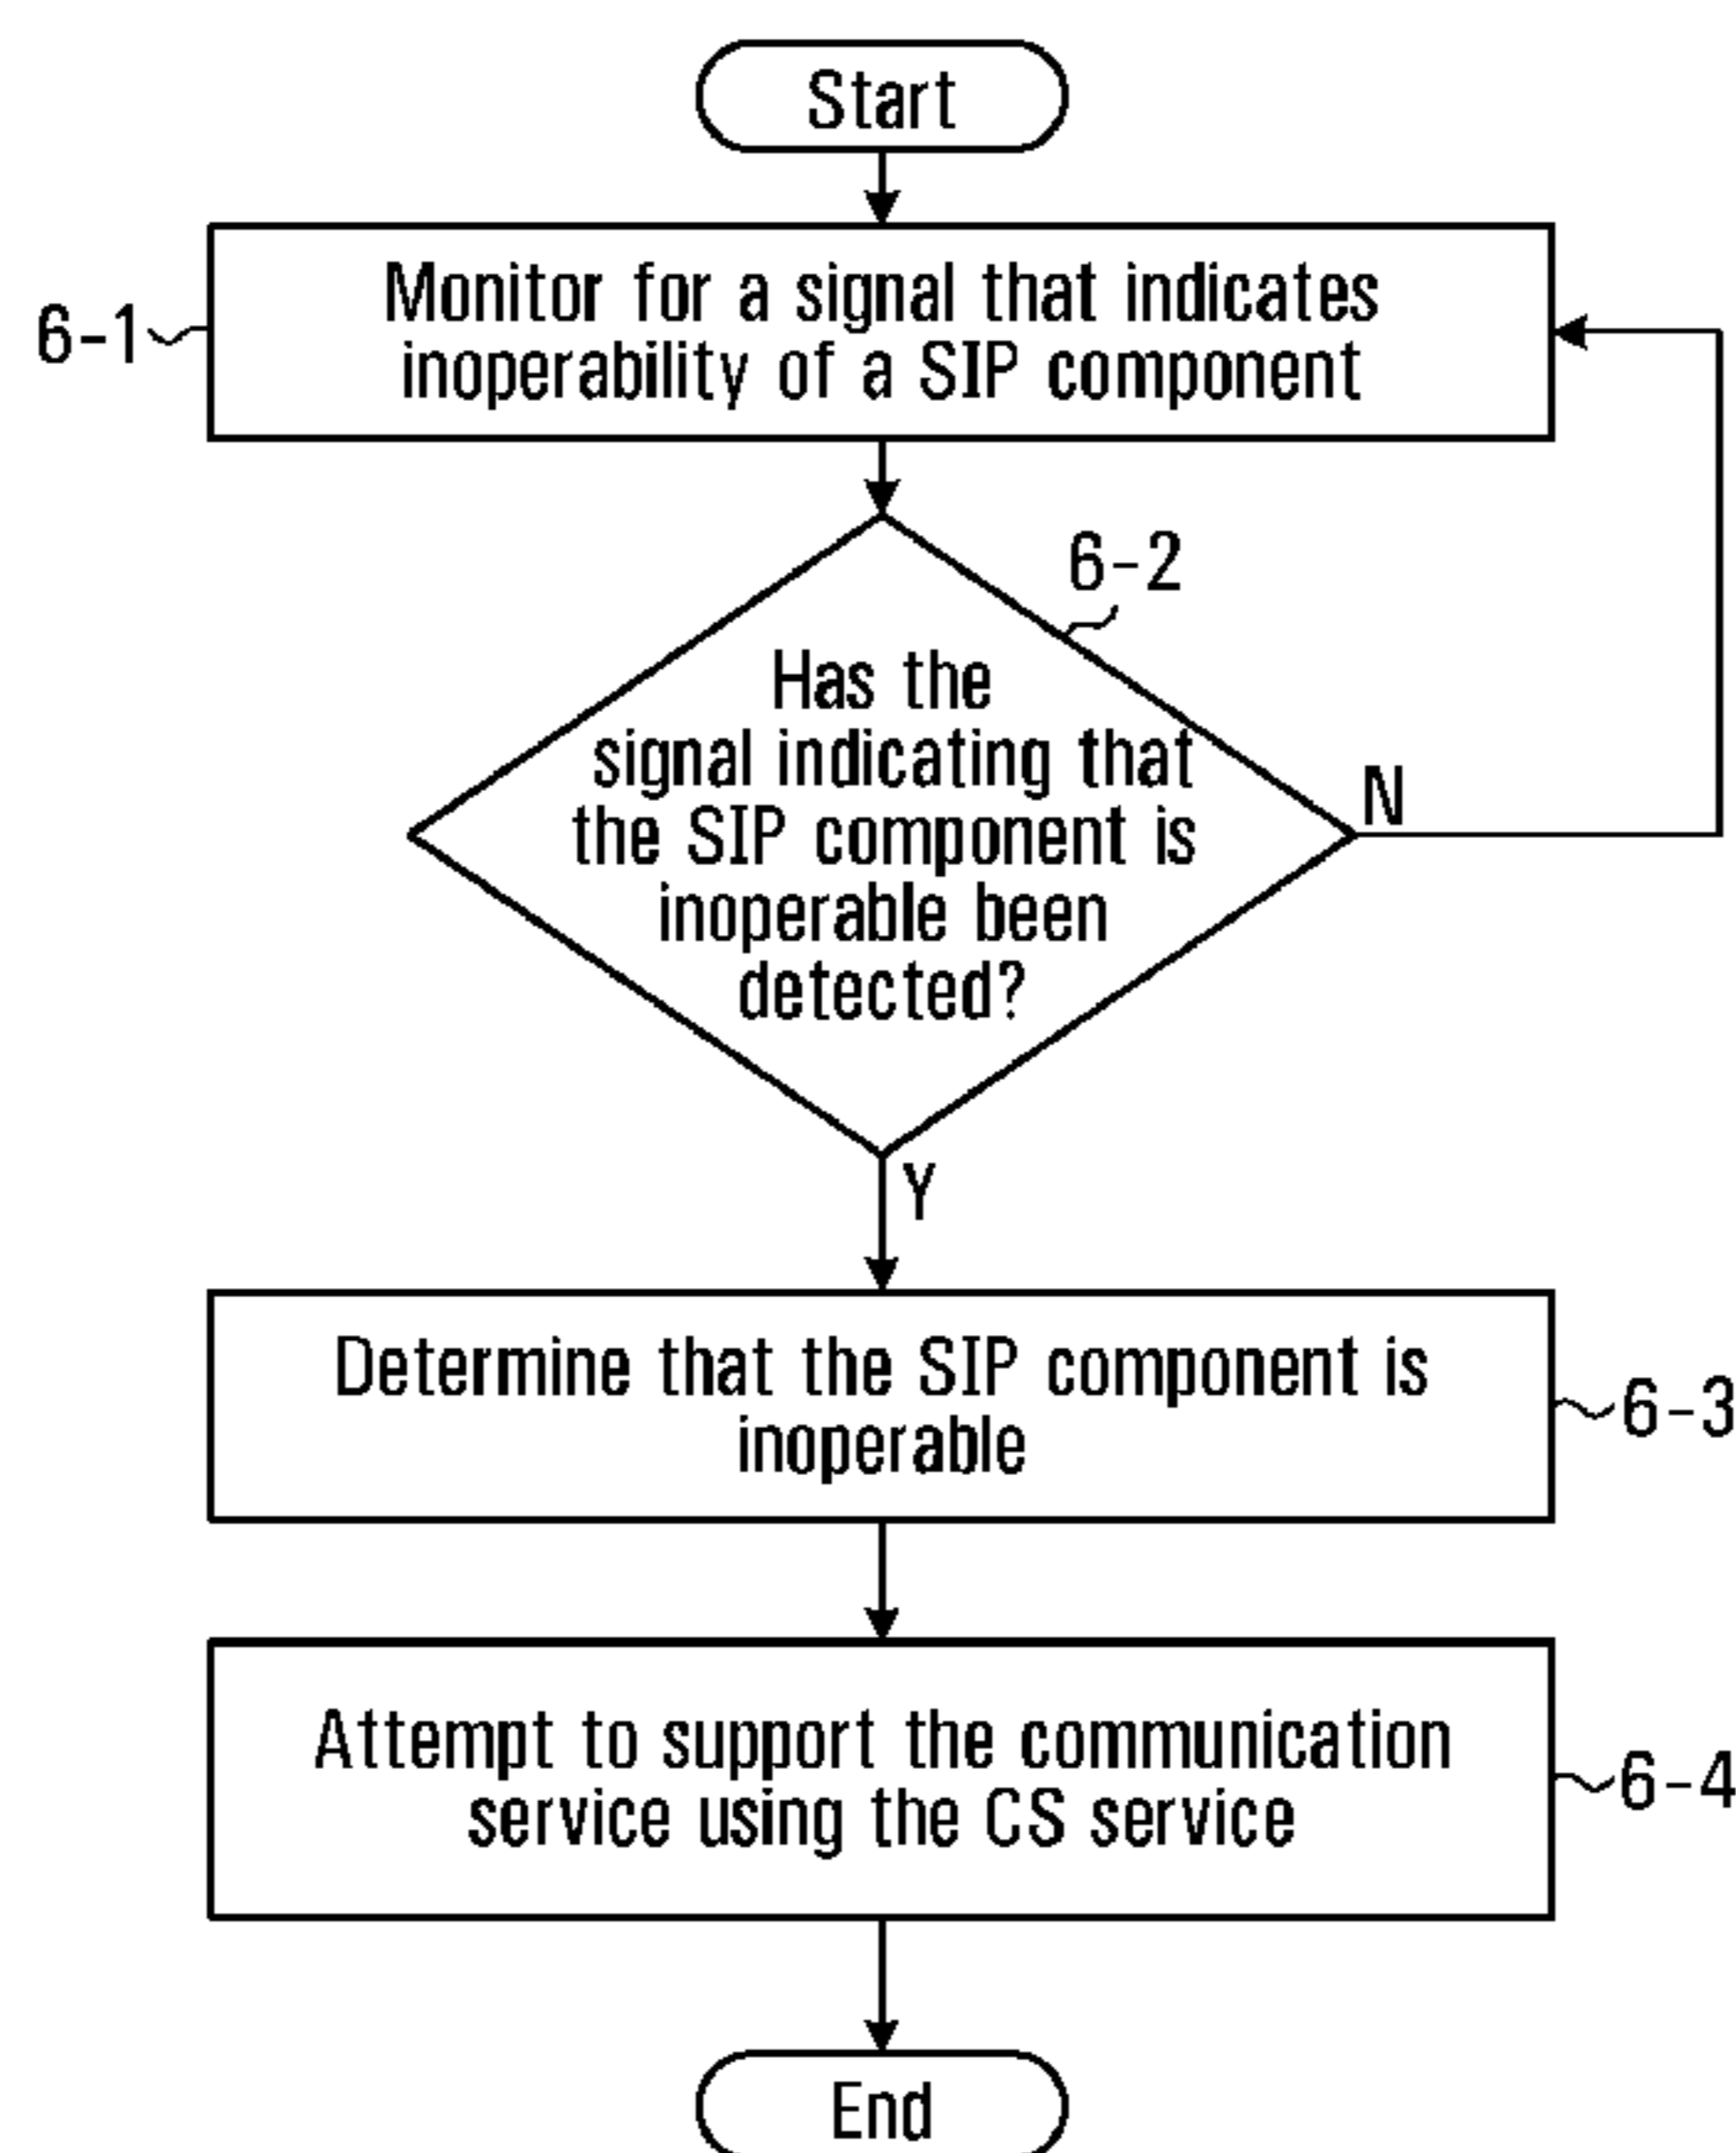 Start
Monitor for a signal that indicates
inoperability of a SIP component
6-1
6-2
Has the
signal indicating that
the SIP component is
inoperable been
detected?
N
Y
Determine that the SIP component is
inoperable
6-3
Attempt to support the communication
service using the CS service
6-4
End